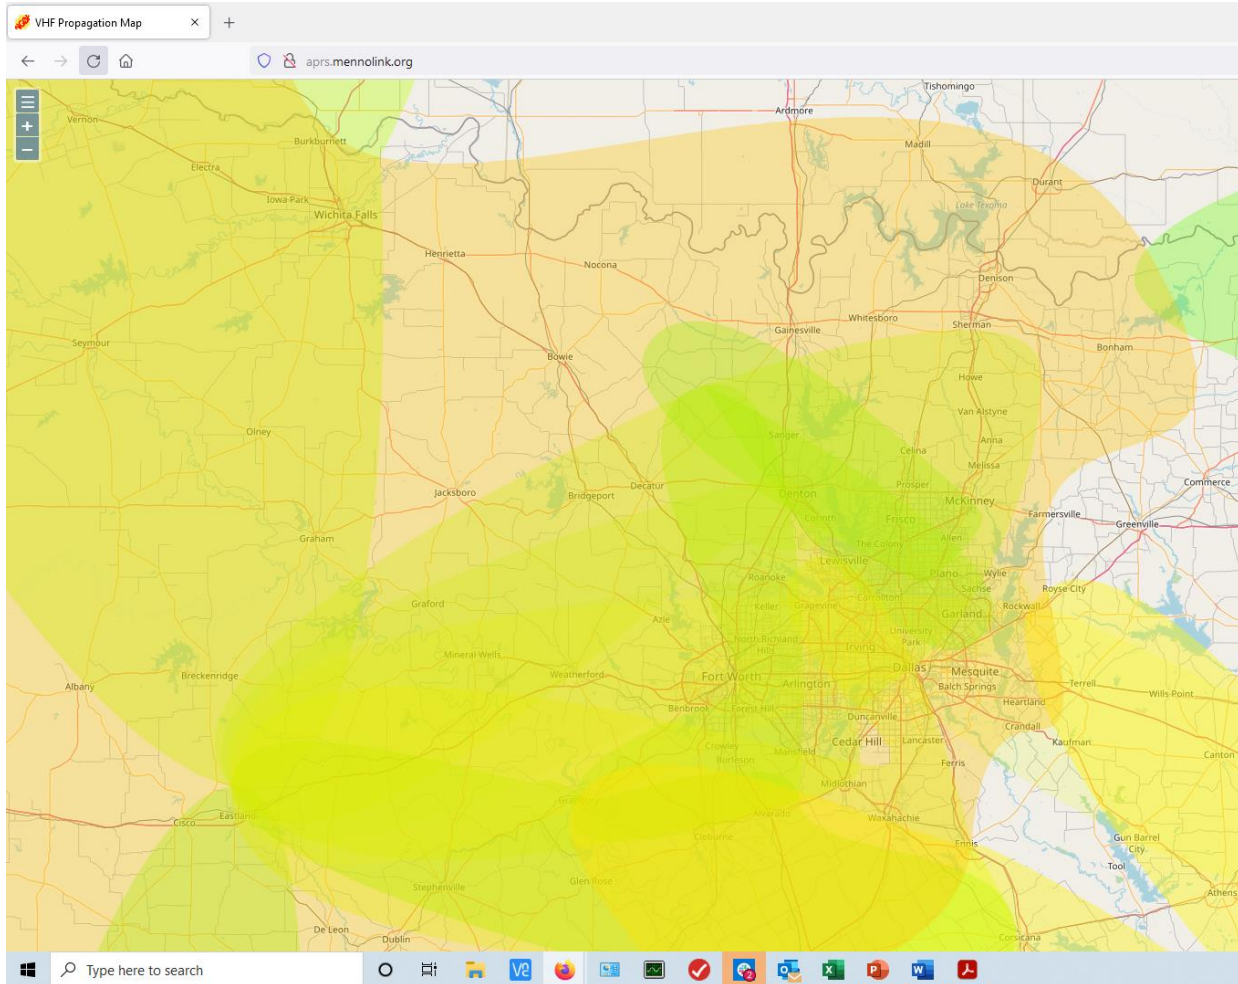 VHF Propagation Map
aprs.mennolink.org
Tishomingo
Ardmore
Vernon
Burkburnett
Madill
Electra
Durant
Iowa Park
Lake Texoma
Wichita Falls
Henrietta
Nocona
Denison
Whitesboro
Sherman
Gainesville
Seymour
Bonham
Bowie
Howe
Van Alstyne
Olney
Sanger
Anna
Celina
Melissa
Commerce
Decatur
Prosper
Jacksboro
Bridgeport
Denton
McKinney
Farmersville
Corinth
Frisco
Greenville
Graham
The Colony
Allen
Lewisville
Roanoke
Plano
Wylie
Sachse
Royse City
Graford
Keller
Grapevine
Carrollton
Rockwall
Garland
Azle
University
Park
North Richland
Hills
Irving
Mineral Wells
Dallas
Mesquite
Breckenridge
Weatherford
Fort Worth
Arlington
Balch Springs
Terrell
Albany
Wills Point
Heartland
Benbrook
Forest Hill
Duncanville
Crandall
Cedar Hill
Lancaster
Kaufman
Crowley
Mansfield
Canton
Burleson
Ferris
Midlothian
Granbury
Eastland
Alvarado
Waxahachie
Cisco
Cleburne
Ennis
Gun Barrel
City
Tool
Glen Rose
Stephenville
Athens
De Leon
Dublin
Corsicana
Type here to search
2